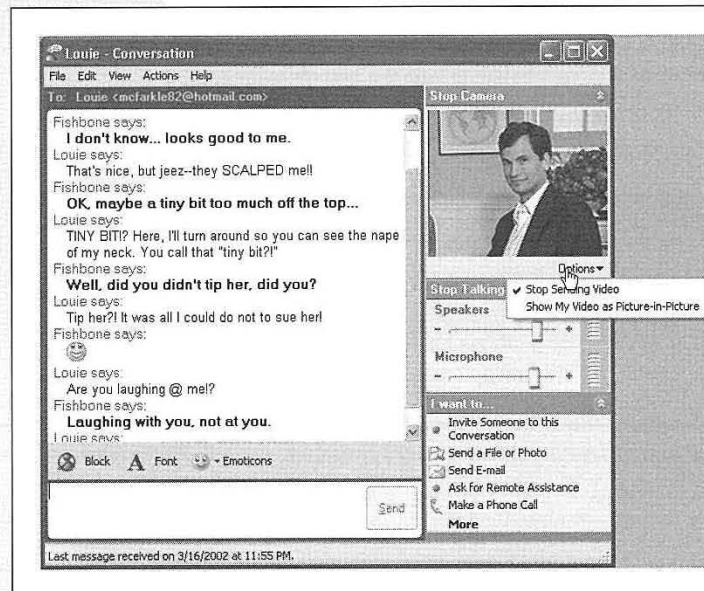 Louie - Conversation
File Edit View Actions Help
To: Louie <mcfarkle82@hotmail.com>
Fishbone says:
I don't know... looks good to me.
Louie says:
That's nice, but jeez--they SCALPED me!!
Fishbone says:
OK, maybe a tiny bit too much off the top...
Louie says:
TINY BIT!? Here, I'll turn around so you can see the nape
of my neck. You call that "tiny bit?!"
Fishbone says:
Well, did you didn't tip her, did you?
Louie says:
Tip her?! It was all I could do not to sue her!
Fishbone says:
Louie says:
Are you laughing @ me!?
Fishbone says:
Laughing with you, not at you.
Louie says:
Block Font Emoticons
Send
Last message received on 3/16/2002 at 11:55 PM.
Stop Camera
Options
Stop Sending Video
Show My Video as Picture-in-Picture
Stop Talking
Speakers
- +
Microphone
- +
I want to...
Invite Someone to this
Conversation
Send a File or Photo
Send E-mail
Ask for Remote Assistance
Make a Phone Call
More